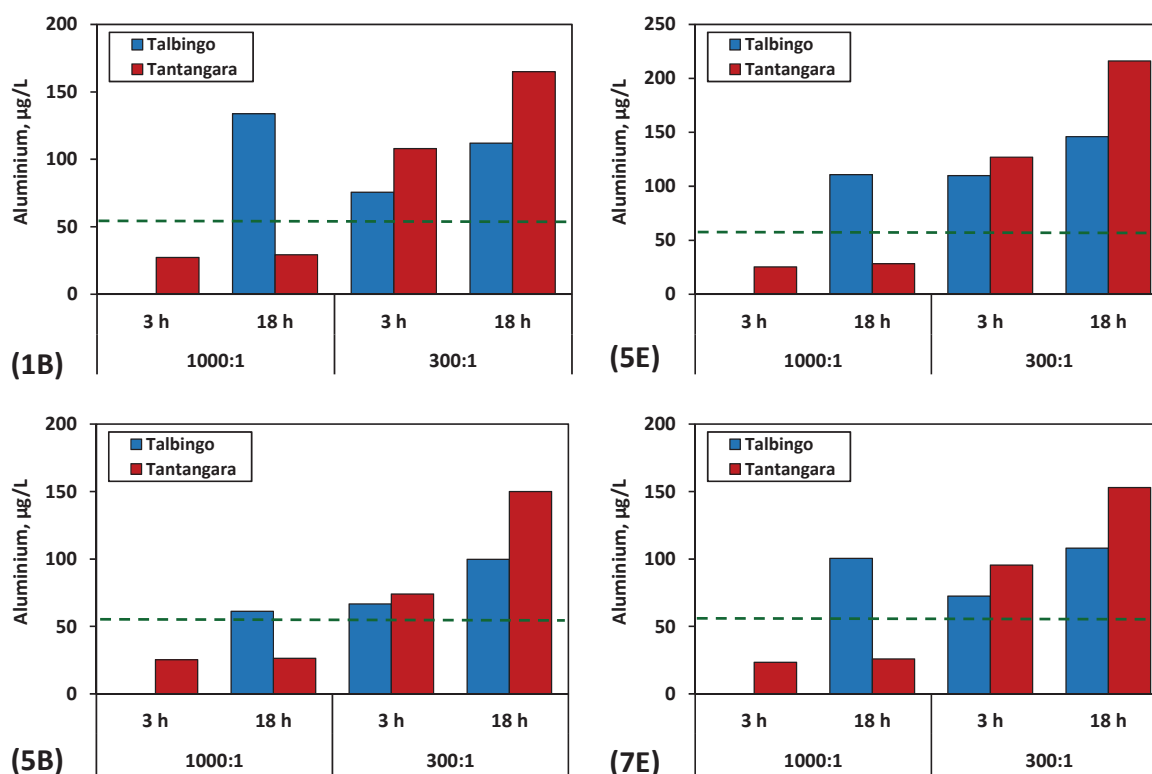 200
150
100
50
0
Aluminium, µg/L
Talbingo
Tantangara
3 h 18 h 3 h 18 h
1000:1 300:1
(1B)
250
200
150
100
50
0
Aluminium, µg/L
Talbingo
Tantangara
3 h 18 h 3 h 18 h
1000:1 300:1
(5E)
200
150
100
50
0
Aluminium, µg/L
Talbingo
Tantangara
3 h 18 h 3 h 18 h
1000:1 300:1
(5B)
200
150
100
50
0
Aluminium, µg/L
Talbingo
Tantangara
3 h 18 h 3 h 18 h
1000:1 300:1
(7E)